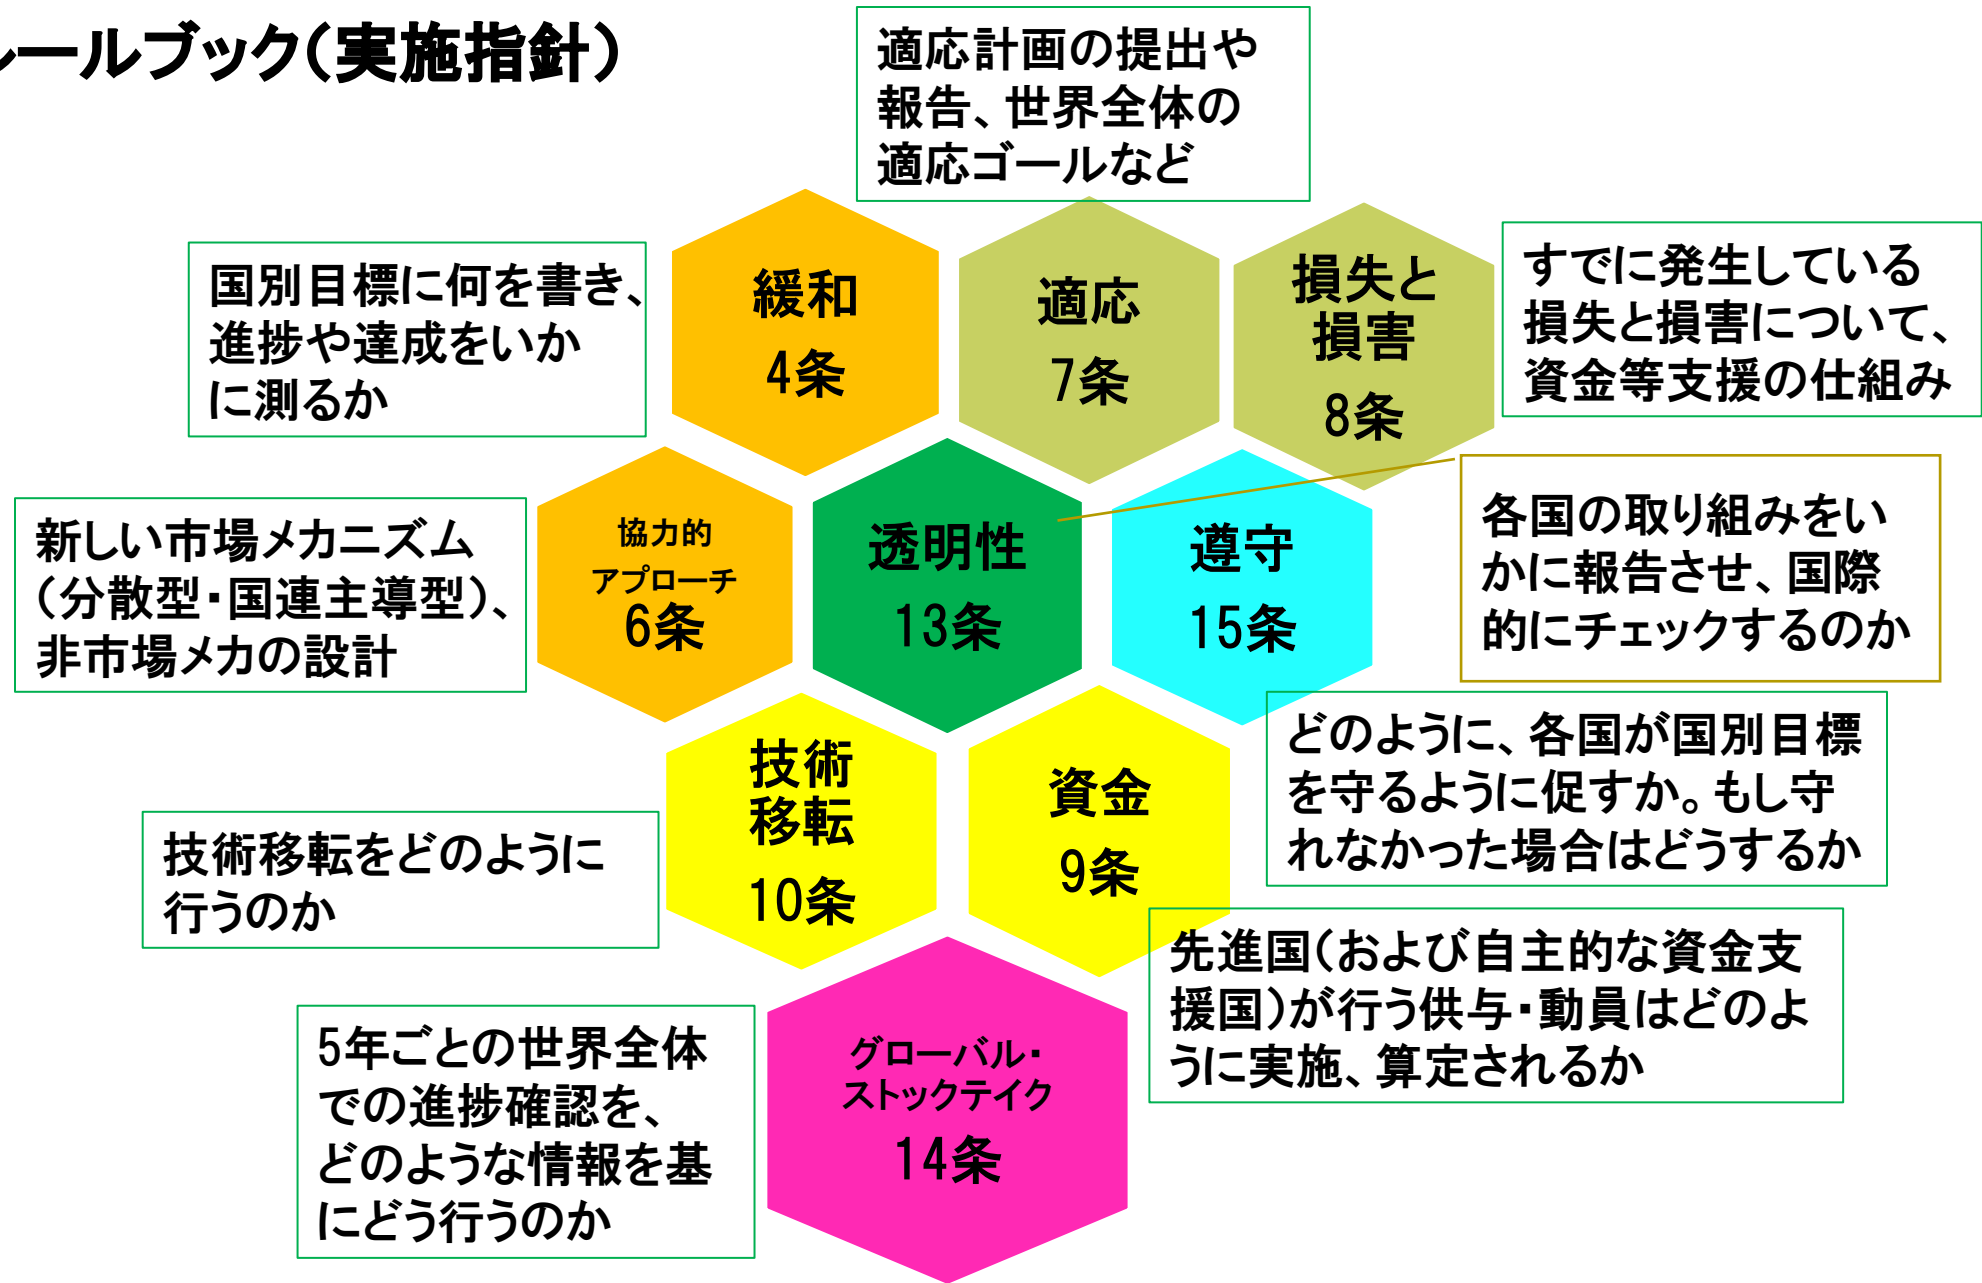 ルールブック（実施指針）
適応計画の提出や
報告、世界全体の
適応ゴールなど
国別目標に何を書き、
進捗や達成をいか
に測るか
緩和
4条
適応
7条
損失と
損害
8条
すでに発生している
損失と損害について、
資金等支援の仕組み
新しい市場メカニズム
（分散型・国連主導型）、
非市場メカの設計
協力的
アプローチ
6条
透明性
13条
遵守
15条
各国の取り組みをい
かに報告させ、国際
的にチェックするのか
技術移転をどのように
行うのか
技術
移転
10条
資金
9条
どのように、各国が国別目標
を守るように促すか。もし守
れなかった場合はどうするか
先進国（および自主的な資金支
援国）が行う供与・動員はどのよ
うに実施、算定されるか
5年ごとの世界全体
での進捗確認を、
どのような情報を基
にどう行うのか
グローバル・
ストックテイク
14条